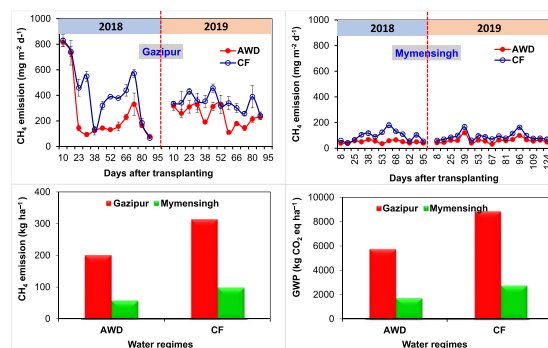 2018 2019
Gazipur
AWD
CF
CH₄ emission (mg m⁻² d⁻¹)
1000
800
600
400
200
0
10 23 38 52 66 80 95 10 23 39 53 67 81 95
Days after transplanting
2018 2019
Mymensingh
AWD
CF
CH₄ emission (mg m⁻² d⁻¹)
1000
800
600
400
200
0
8 25 38 53 68 82 95 8 25 39 53 67 81 96 109 124
Days after transplanting
Gazipur Mymensingh
CH₄ emission (kg ha⁻¹)
400
300
200
100
0
AWD CF
Water regimes
Gazipur Mymensingh
GWP (kg CO₂ eq ha⁻¹)
10000
8000
6000
4000
2000
0
AWD CF
Water regimes